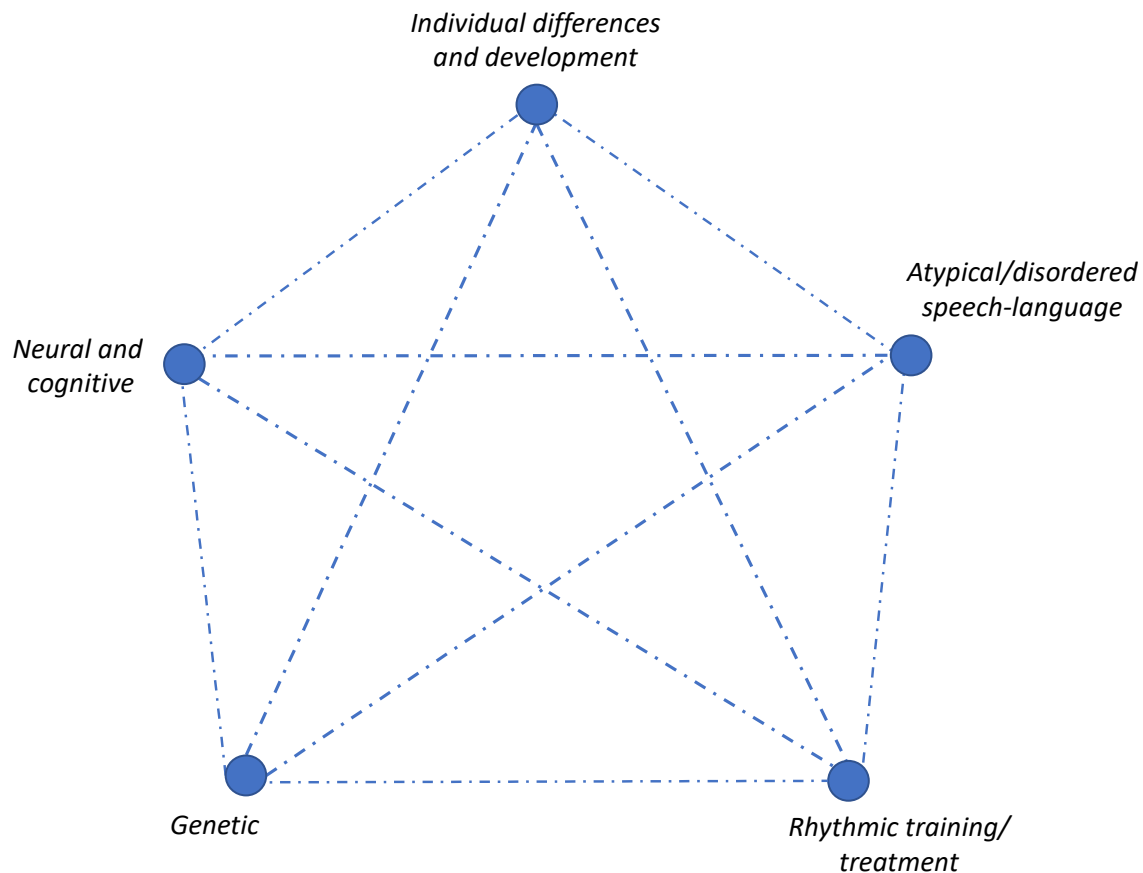 Individual differences
and development
Atypical/disordered
speech-language
Neural and
cognitive
Genetic
Rhythmic training/
treatment